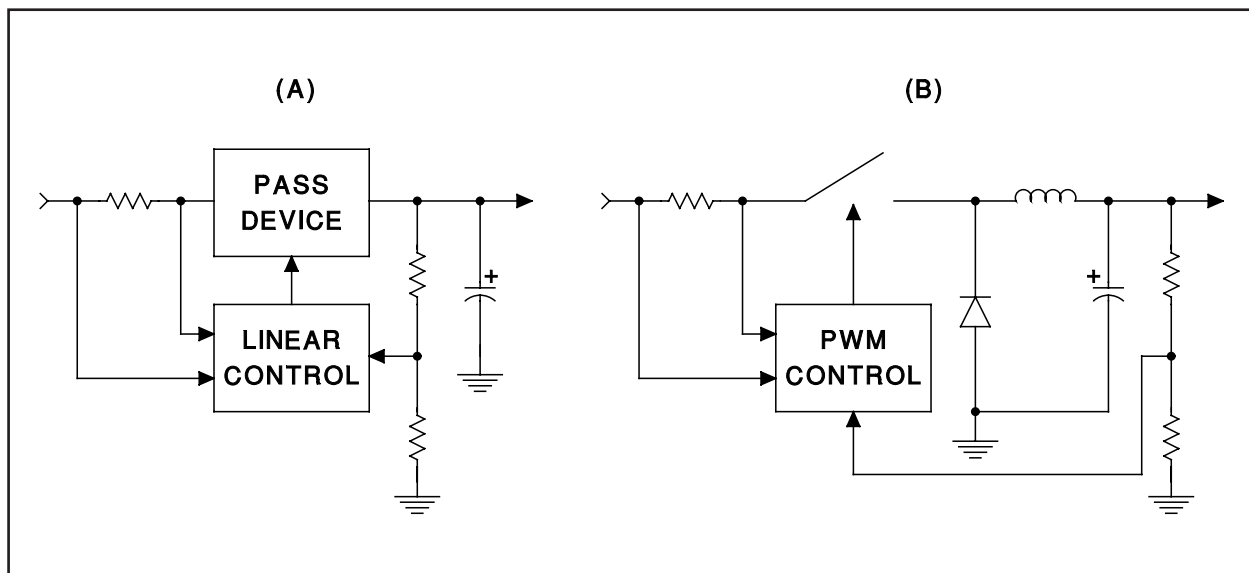 (A)
PASS
DEVICE
LINEAR
CONTROL
+
(B)
PWM
CONTROL
+